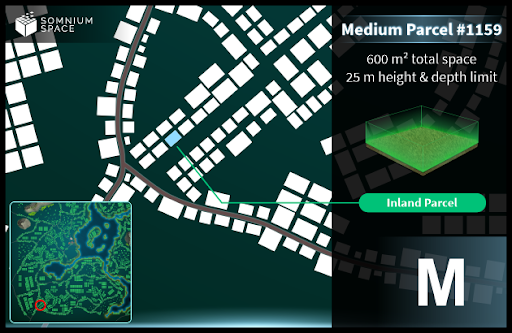 SOMNIUM
SPACE
Medium Parcel #1159
600 m² total space
25 m height & depth limit
Inland Parcel
M